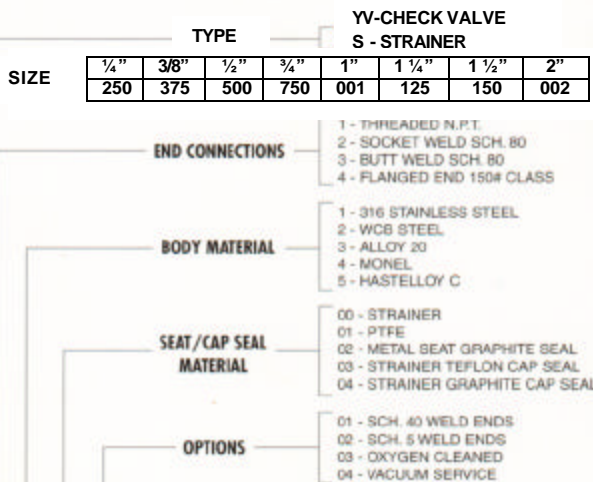 TYPE
YV-CHECK VALVE
S - STRAINER
SIZE
¼" 3/8" ½" ¾" 1" 1 ¼" 1 ½" 2"
250 375 500 750 001 125 150 002
END CONNECTIONS
1 - THREADED N.P.T.
2 - SOCKET WELD SCH. 80
3 - BUTT WELD SCH. 80
4 - FLANGED END 150# CLASS
BODY MATERIAL
1 - 316 STAINLESS STEEL
2 - WCB STEEL
3 - ALLOY 20
4 - MONEL
5 - HASTELLOY C
SEAT/CAP SEAL
MATERIAL
00 - STRAINER
01 - PTFE
02 - METAL SEAT GRAPHITE SEAL
03 - STRAINER TEFLON CAP SEAL
04 - STRAINER GRAPHITE CAP SEAL
OPTIONS
01 - SCH. 40 WELD ENDS
02 - SCH. 5 WELD ENDS
03 - OXYGEN CLEANED
04 - VACUUM SERVICE